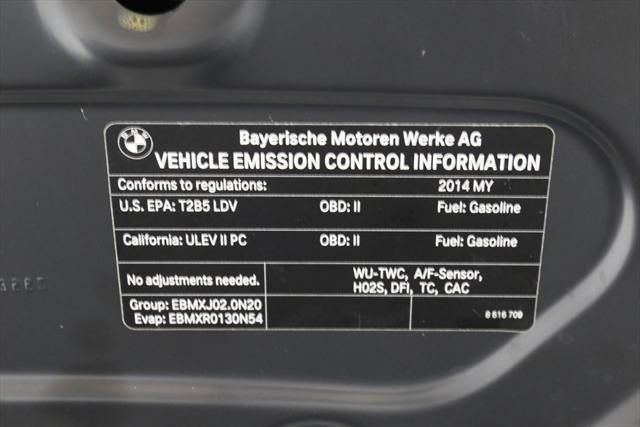 BMW
Bayerische Motoren Werke AG
VEHICLE EMISSION CONTROL INFORMATION
Conforms to regulations: 2014 MY
U.S. EPA: T2B5 LDV OBD: II Fuel: Gasoline
California: ULEV II PC OBD: II Fuel: Gasoline
No adjustments needed.
WU-TWC, A/F-Sensor,
H02S, DFI, TC, CAC
Group: EBMXJ02.0N20
Evap: EBMXR0130N54
8 616 709